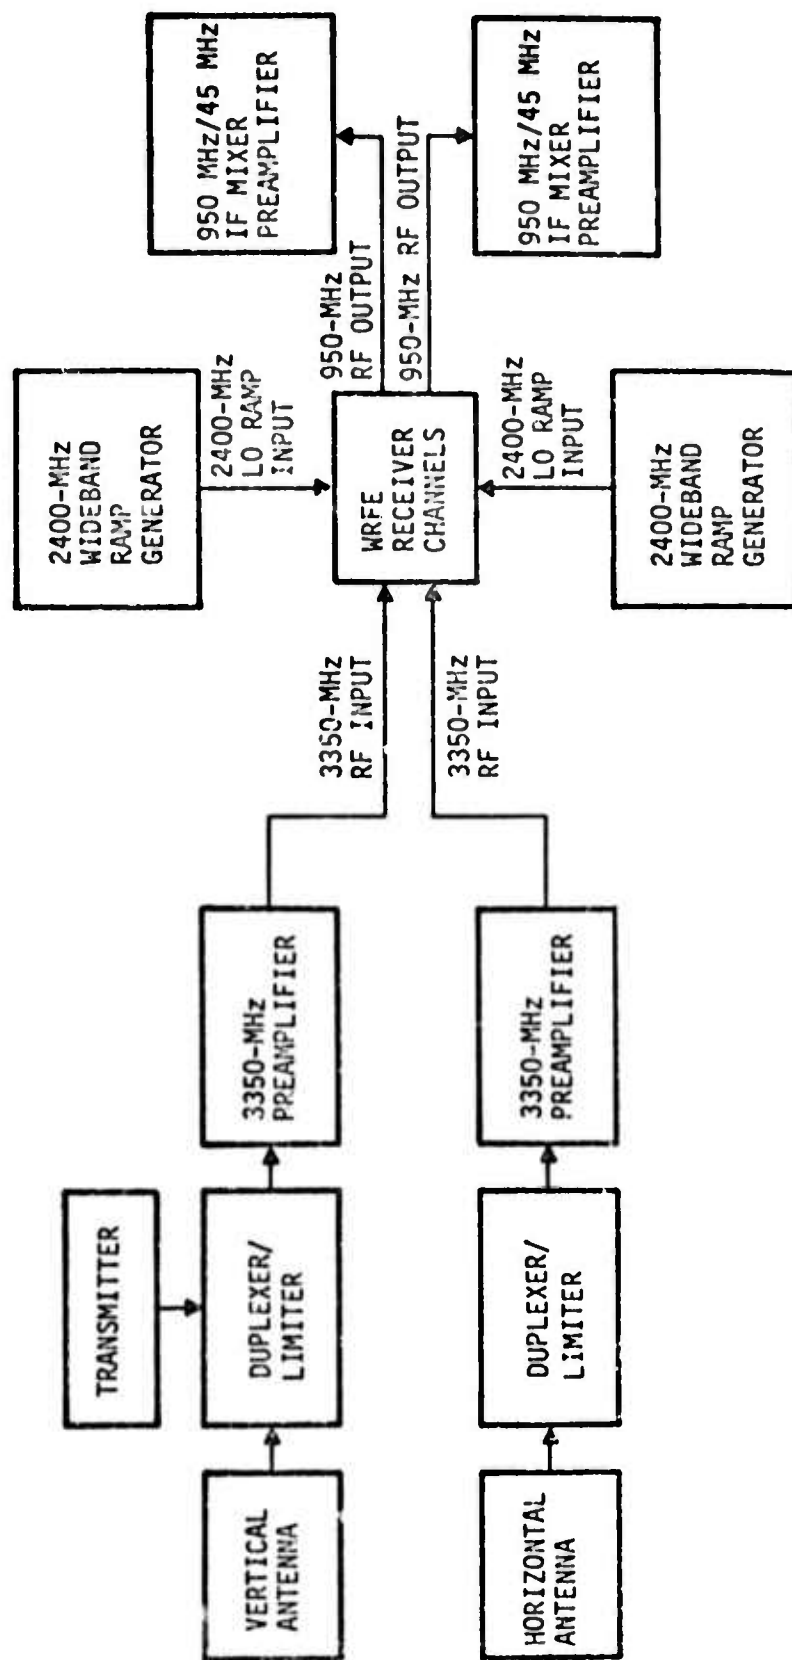 TRANSMITTER
VERTICAL
ANTENNA
DUPLEXER/
LIMITER
3350-MHz
PREAMPLIFIER
3350-MHz
RF INPUT
HORIZONTAL
ANTENNA
DUPLEXER/
LIMITER
3350-MHz
PREAMPLIFIER
3350-MHz
RF INPUT
2400-MHz
WIDEBAND
RAMP
GENERATOR
2400-MHz
LO RAMP
INPUT
WRFE
RECEIVER
CHANNELS
2400-MHz
LO RAMP
INPUT
2400-MHz
WIDEBAND
RAMP
GENERATOR
950-MHz
RF OUTPUT
950-MHz RF OUTPUT
950 MHz/45 MHz
IF MIXER
PREAMPLIFIER
950 MHz/45 MHz
IF MIXER
PREAMPLIFIER